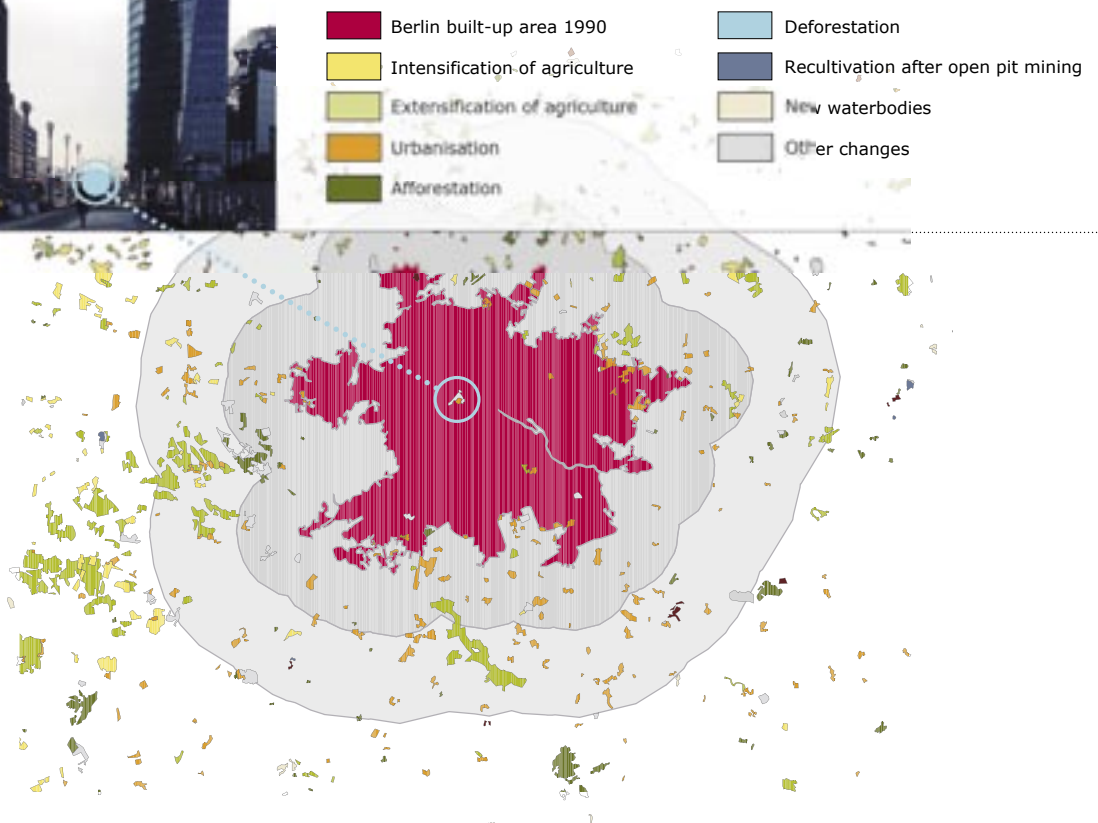 Berlin built-up area 1990
Intensification of agriculture
Extensification of agriculture
Urbanisation
Afforestation
Deforestation
Recultivation after open pit mining
New waterbodies
Other changes